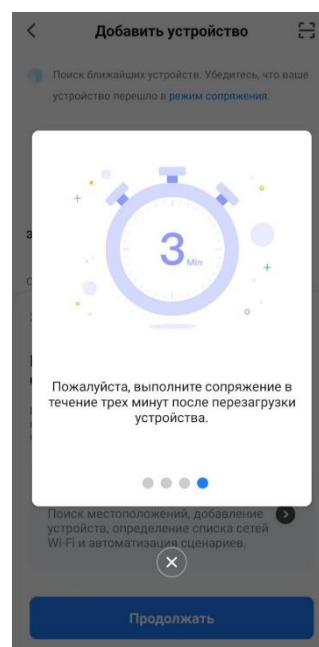 Добавить устройство
Поиск ближайших устройств. Убедитесь, что ваше
устройство перешло в режим сопряжения.
3 Min
Пожалуйста, выполните сопряжение в
течение трех минут после перезагрузки
устройства.
Поиск местоположений, добавление
устройств, определение списка сетей
Wi-Fi и автоматизация сценариев.
Продолжать